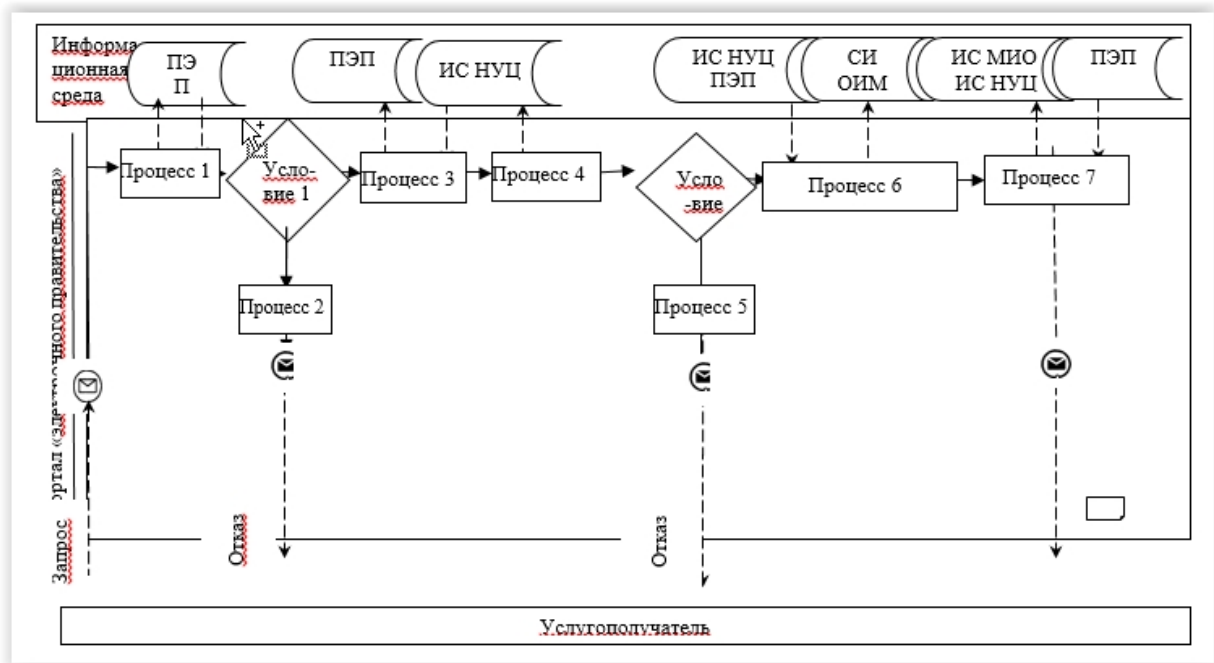 Информа
ционная
среда
ПЭ
П
ПЭП
ИС НУЦ
ИС НУЦ
ПЭП
СИ
ОИМ
ИС МИО
ИС НУЦ
ПЭП
Процесс 1
Усло-
вие 1
Процесс 3
Процесс 4
Усло
-вие
Процесс 6
Процесс 7
Процесс 2
Процесс 5
правительства»
Запрос
Отказ
Отказ
Услугополучатель